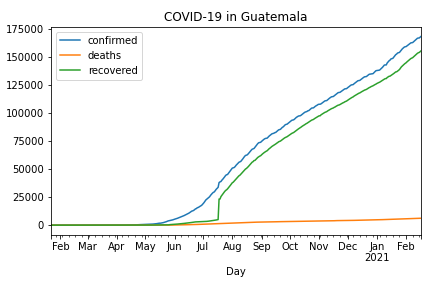 COVID-19 in Guatemala
confirmed
deaths
recovered
175000
150000
125000
100000
75000
50000
25000
0
Feb Mar Apr May Jun Jul Aug Sep Oct Nov Dec Jan Feb
2021
Day